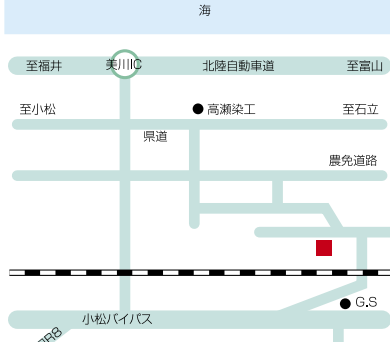 海
至福井
美川IC
北陸自動車道
至富山
至小松
高瀬染工
至石立
県道
農免道路
G.S
小松バイパス
R8